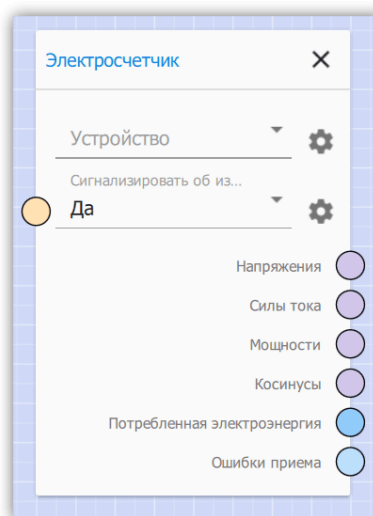 Электросчетчик
Устройство
Сигнализировать об из...
Да
Напряжения
Силы тока
Мощности
Косинусы
Потребленная электроэнергия
Ошибки приема